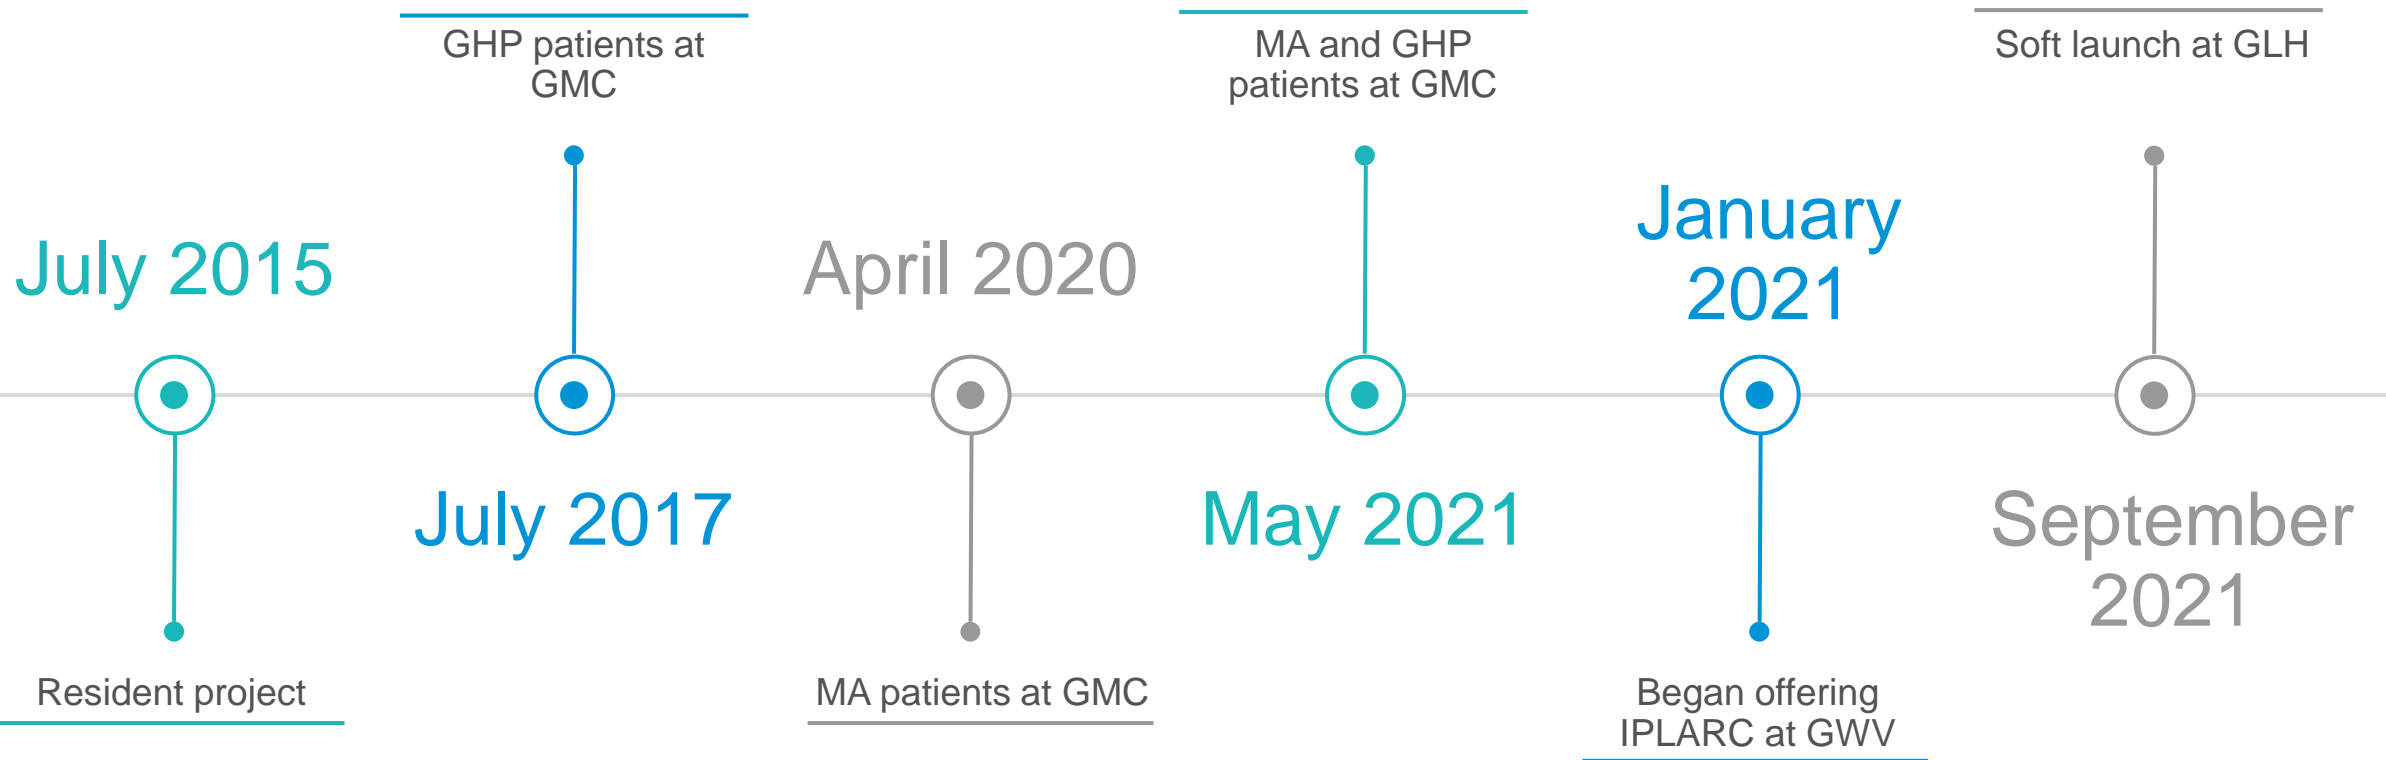 July 2015
Resident project
GHP patients at
GMC
July 2017
April 2020
MA patients at GMC
MA and GHP
patients at GMC
May 2021
January
2021
Began offering
IPLARC at GWV
Soft launch at GLH
September
2021